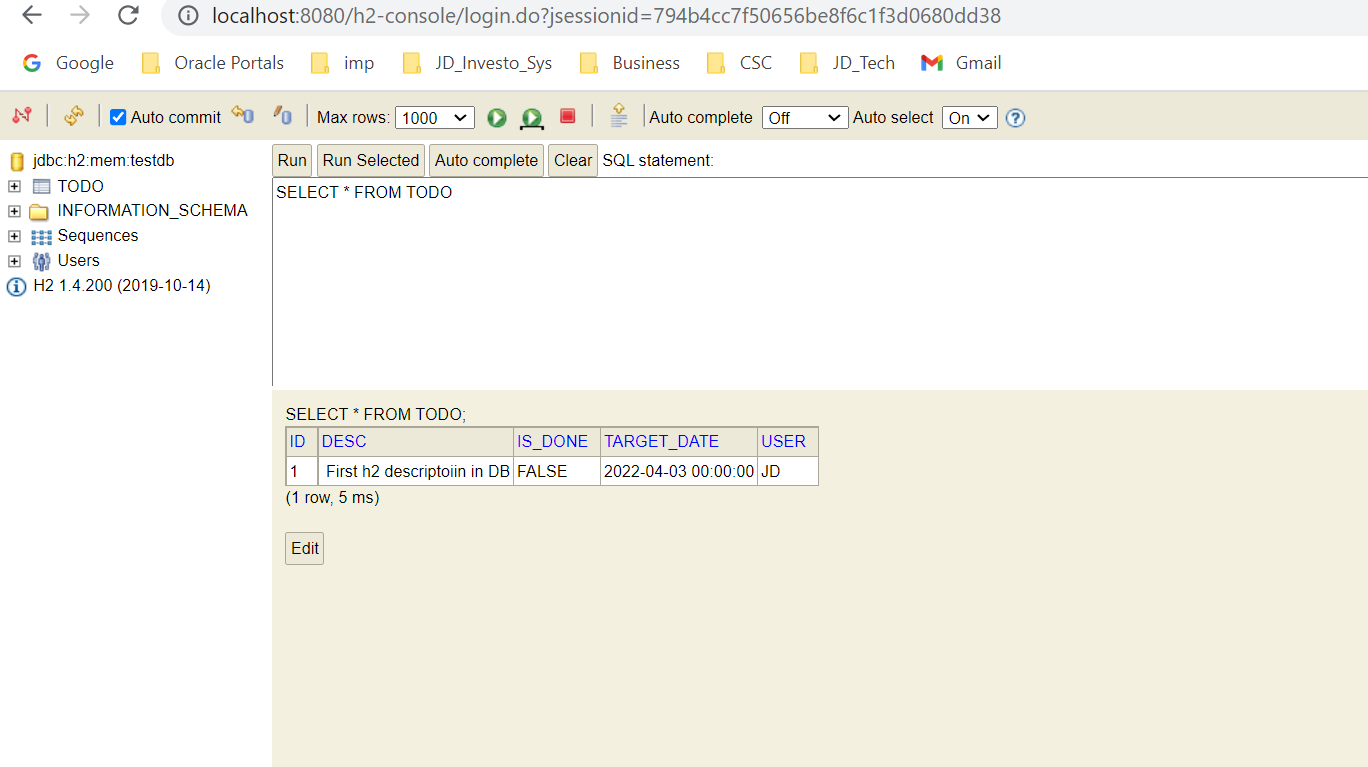 localhost:8080/h2-console/login.do?jsessionid=794b4cc7f50656be8f6c1f3d0680dd38
Google Oracle Portals imp JD_Investo_Sys Business CSC JD_Tech Gmail
Auto commit Max rows: 1000 Auto complete Off Auto select On
jdbc:h2:mem:testdb
TODO
INFORMATION_SCHEMA
Sequences
Users
H2 1.4.200 (2019-10-14)
Run Run Selected Auto complete Clear SQL statement:
SELECT * FROM TODO
SELECT * FROM TODO;
ID DESC IS_DONE TARGET_DATE USER
1 First h2 descriptoiin in DB FALSE 2022-04-03 00:00:00 JD
(1 row, 5 ms)
Edit